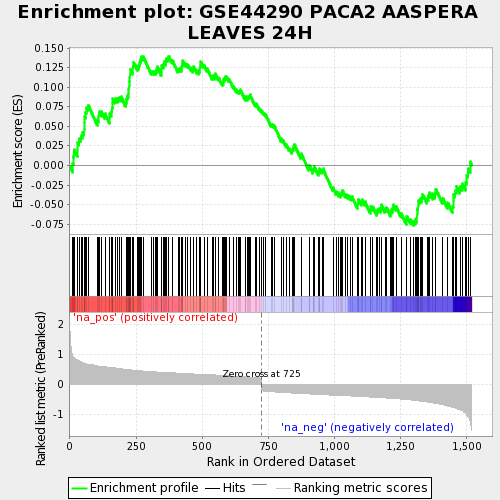 Enrichment plot: GSE44290 PACA2 AASPERA
LEAVES 24H
Enrichment score (ES)
0.150
0.125
0.100
0.075
0.050
0.025
0.000
-0.025
-0.050
-0.075
Ranked list metric (PreRanked)
2
1
0
-1
'na_pos' (positively correlated)
Zero cross at 725
'na_neg' (negatively correlated)
0
250
500
750
1,000
1,250
1,500
Rank in Ordered Dataset
Enrichment profile
Hits
Ranking metric scores